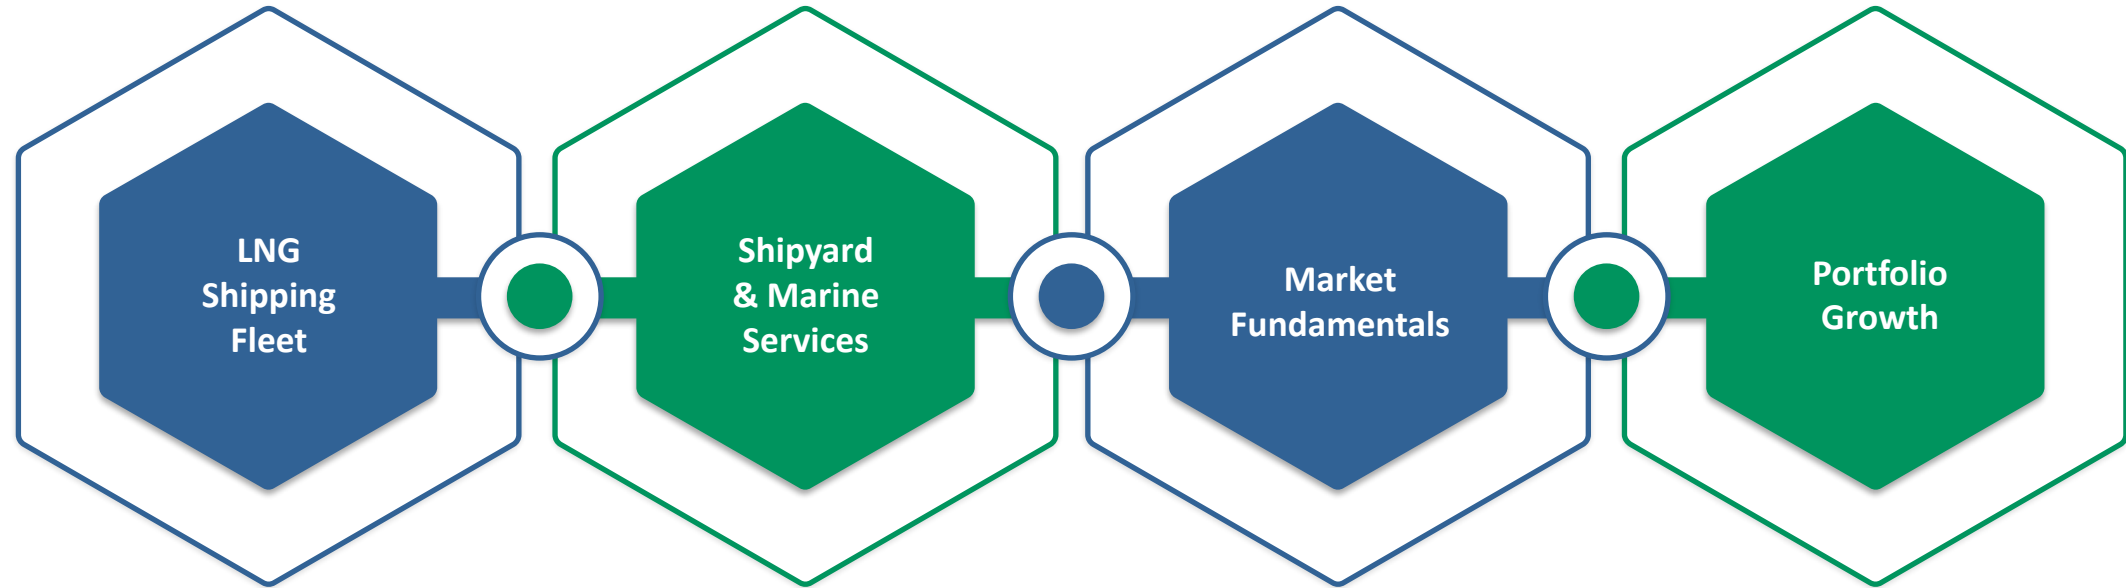 LNG
Shipping
Fleet
Shipyard
& Marine
Services
Market
Fundamentals
Portfolio
Growth